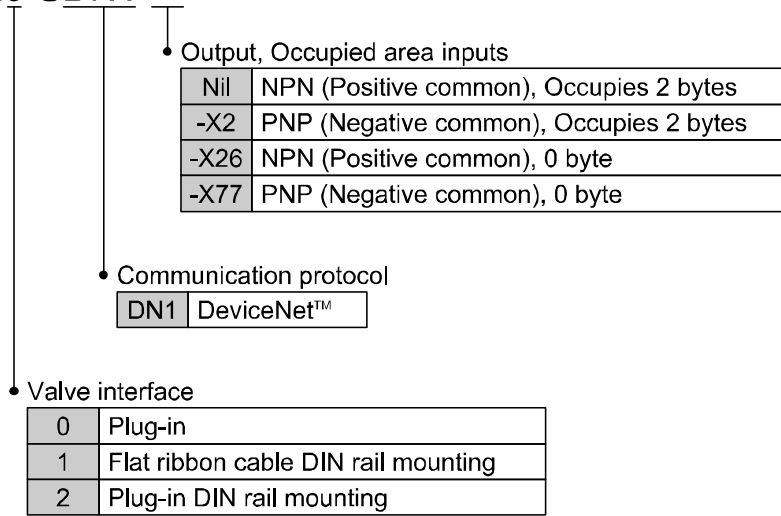 Output, Occupied area inputs
Nil NPN (Positive common), Occupies 2 bytes
-X2 PNP (Negative common), Occupies 2 bytes
-X26 NPN (Positive common), 0 byte
-X77 PNP (Negative common), 0 byte
Communication protocol
DN1 DeviceNet™
Valve interface
0 Plug-in
1 Flat ribbon cable DIN rail mounting
2 Plug-in DIN rail mounting